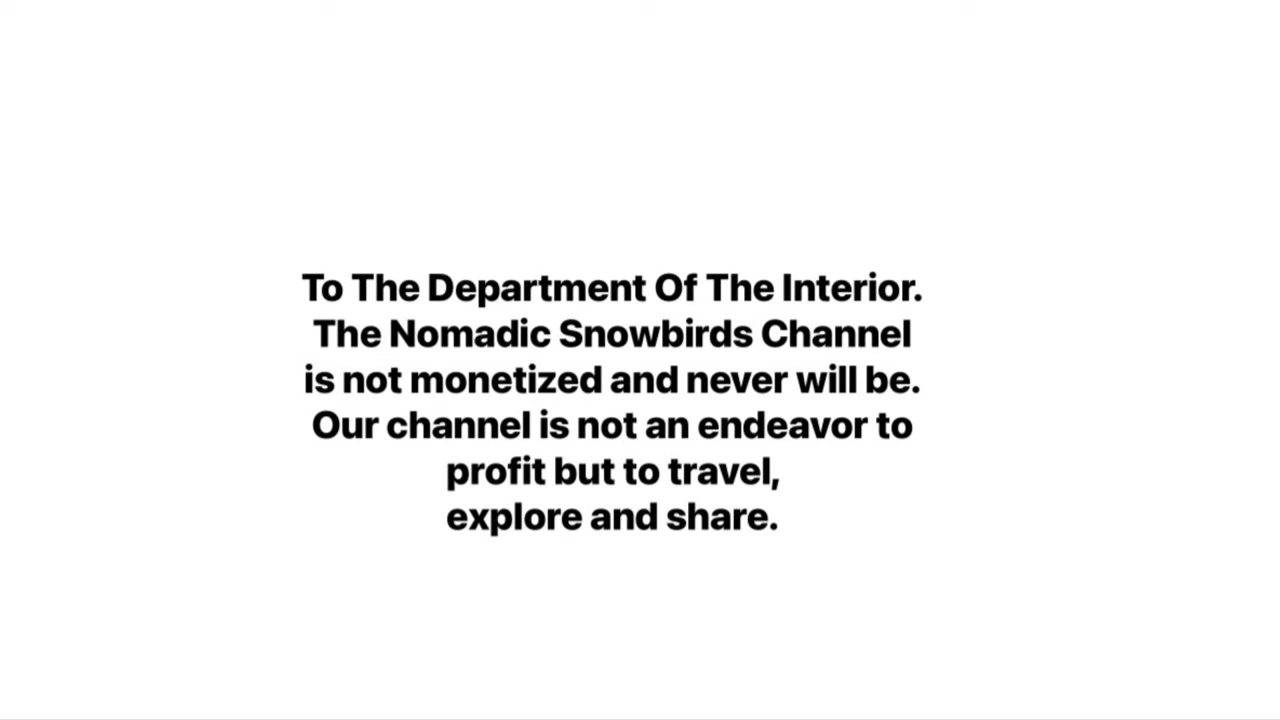 To The Department Of The Interior.
The Nomadic Snowbirds Channel
is not monetized and never will be.
Our channel is not an endeavor to
profit but to travel,
explore and share.